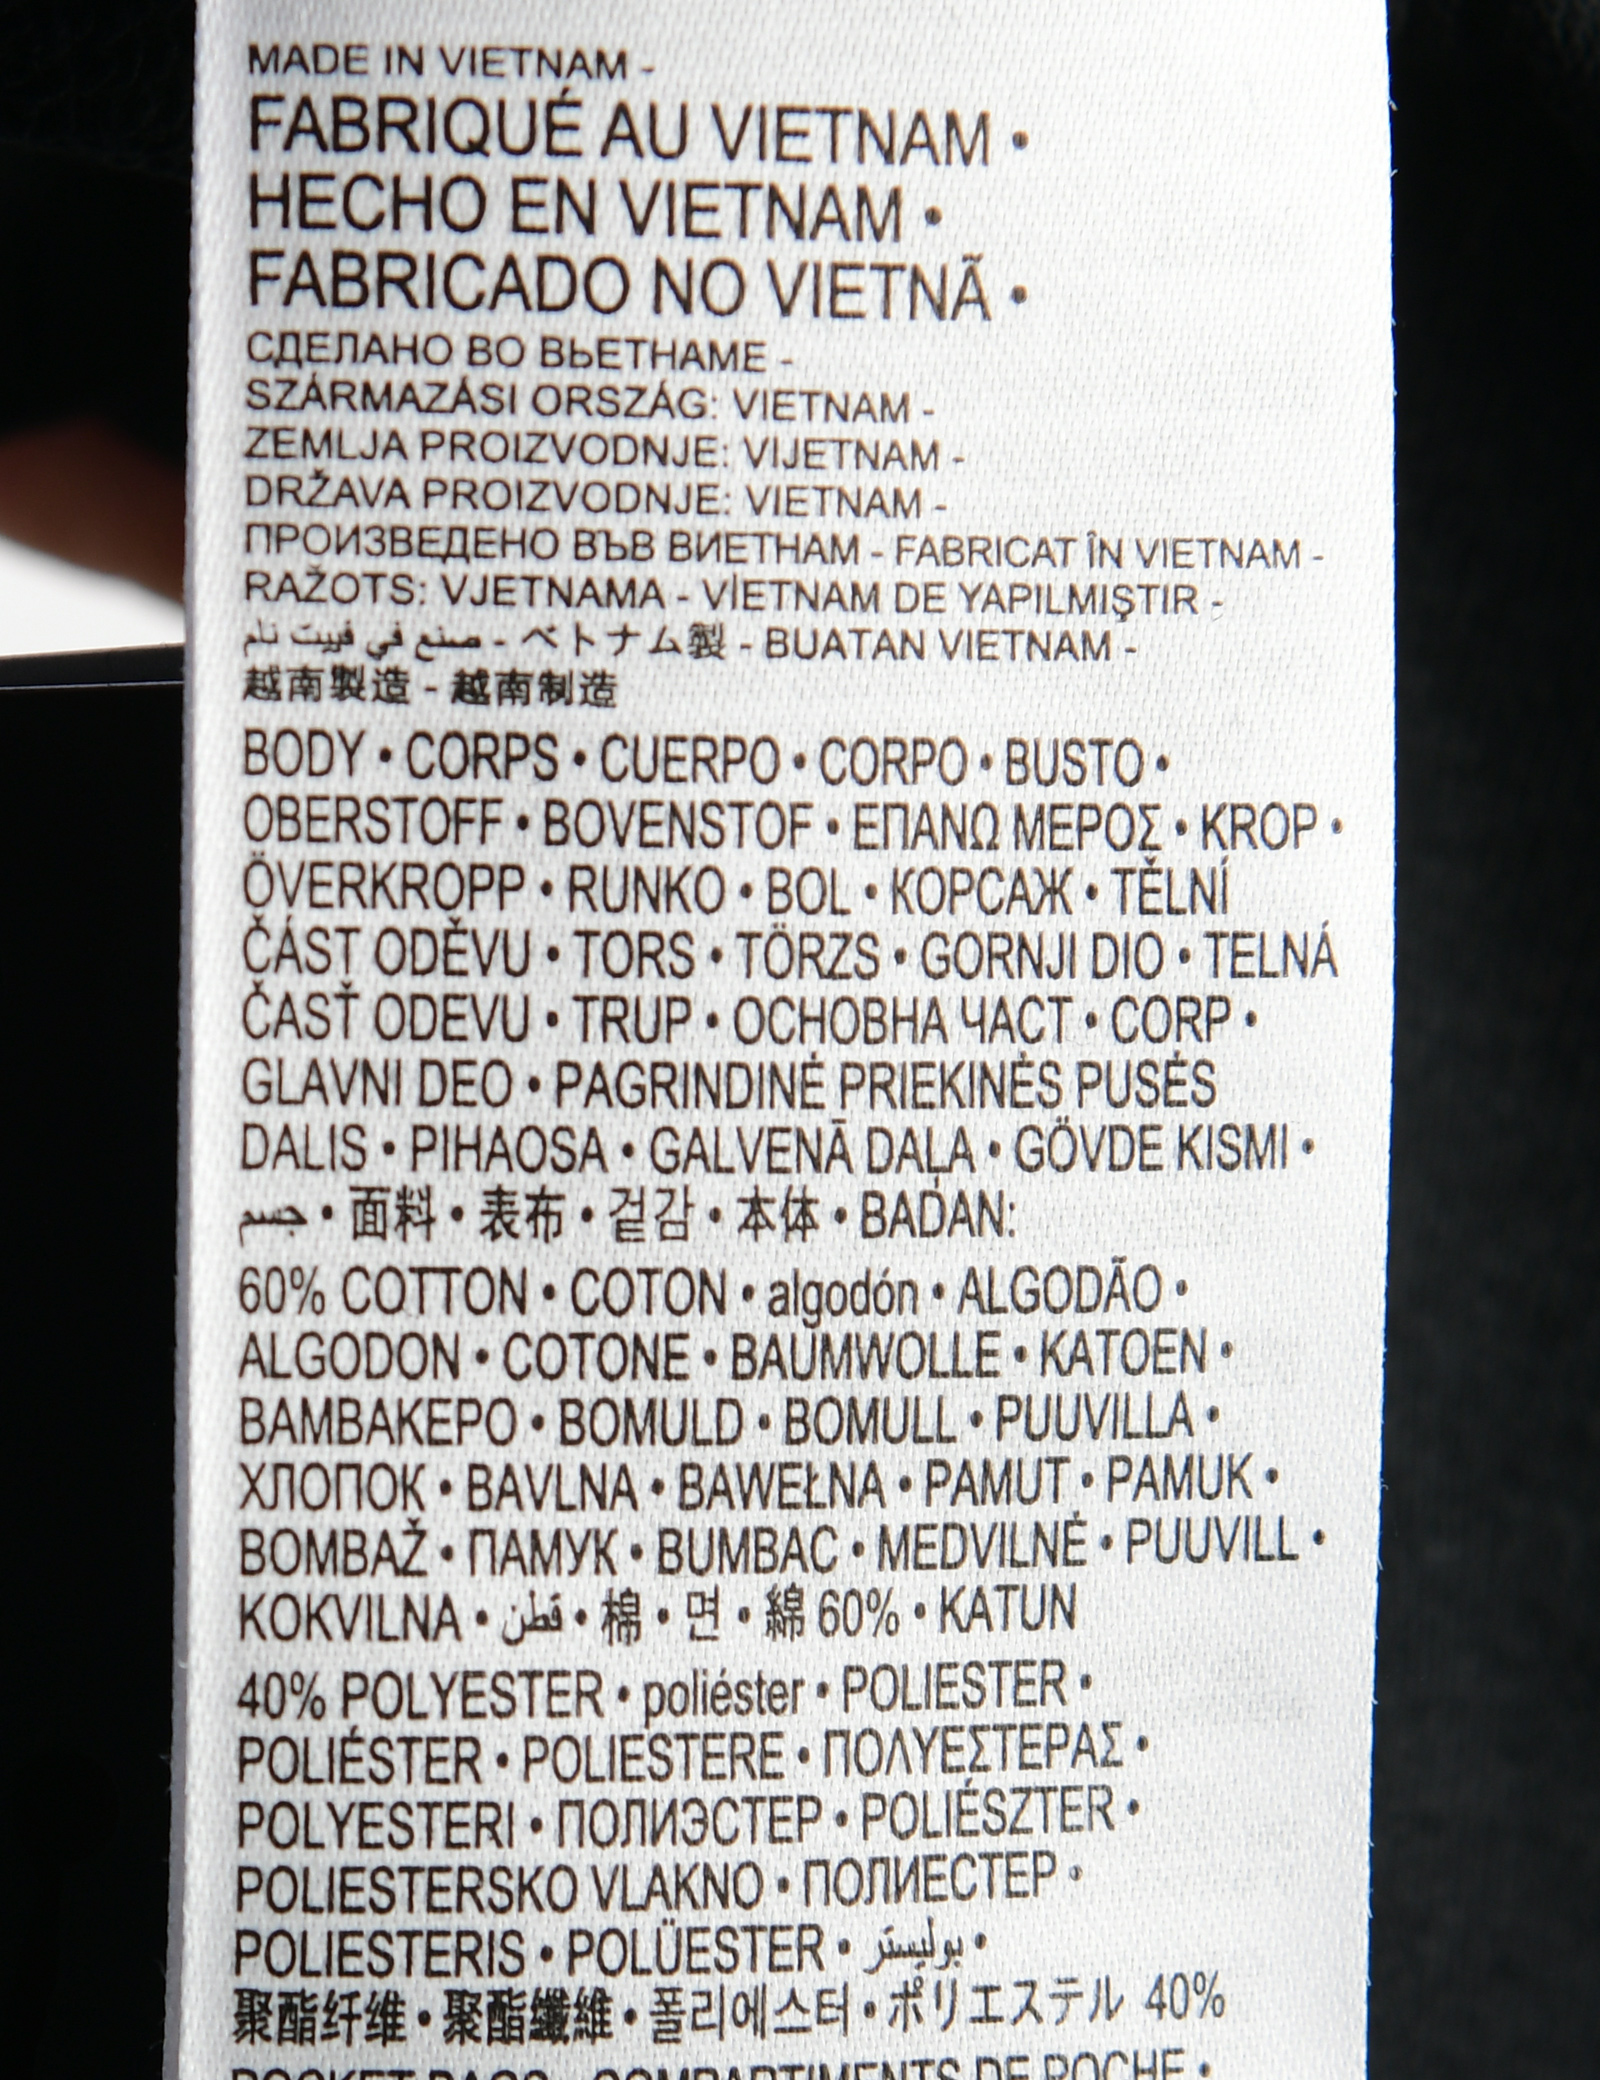 MADE IN VIETNAM -
FABRIQUÉ AU VIETNAM •
HECHO EN VIETNAM •
FABRICADO NO VIETNÃ •
СДЕЛАНО ВО ВЬЕТНАМЕ -
SZÁRMAZÁSI ORSZÁG: VIETNAM -
ZEMLJA PROIZVODNJE: VIJETNAM -
DRŽAVA PROIZVODNJE: VIETNAM -
ПРОИЗВЕДЕНО ВЪВ ВИЕТНАМ - FABRICAT ÎN VIETNAM -
RAŽOTS: VJETNAMA - VİETNAM DE YAPILMIŞTIR -
صنع في فييت نام - ベトナム製 - BUATAN VIETNAM -
越南製造 - 越南制造
BODY • CORPS • CUERPO • CORPO • BUSTO •
OBERSTOFF • BOVENSTOF • ΕΠΑΝΩ ΜΕΡΟΣ • KROP •
ÖVERKROPP • RUNKO • BOL • КОРСАЖ • TĚLNÍ
ČÁST ODĚVU • TORS • TÖRZS • GORNJI DIO • TELNÁ
ČASŤ ODEVU • TRUP • ОСНОВНА ЧАСТ • CORP •
GLAVNI DEO • PAGRINDINĖ PRIEKINĖS PUSĖS
DALIS • PIHAOSA • GALVENĀ DAĻA • GÖVDE KISMI •
جسم • 面料 • 表布 • 겉감 • 本体 • BADAN:
60% COTTON • COTON • algodón • ALGODÃO •
ALGODON • COTONE • BAUMWOLLE • KATOEN •
ΒΑΜΒΑΚΕΡΟ • BOMULD • BOMULL • PUUVILLA •
ХЛОПОК • BAVLNA • BAWEŁNA • PAMUT • PAMUK •
BOMBAŽ • ПАМУК • BUMBAC • MEDVILNĖ • PUUVILL •
KOKVILNA • قطن • 棉 • 면 • 綿 60% • KATUN
40% POLYESTER • poliéster • POLIESTER •
POLIÉSTER • POLIESTERE • ΠΟΛΥΕΣΤΕΡΑΣ •
POLYESTERI • ПОЛИЭСТЕР • POLIÉSZTER •
POLIESTERSKO VLAKNO • ПОЛИЕСТЕР •
POLIESTERIS • POLÜESTER • بوليستر •
聚酯纤维 • 聚酯纖維 • 폴리에스터 • ポリエステル 40%
POCKET BAGS • COMPARTIMENTS DE POCHE •